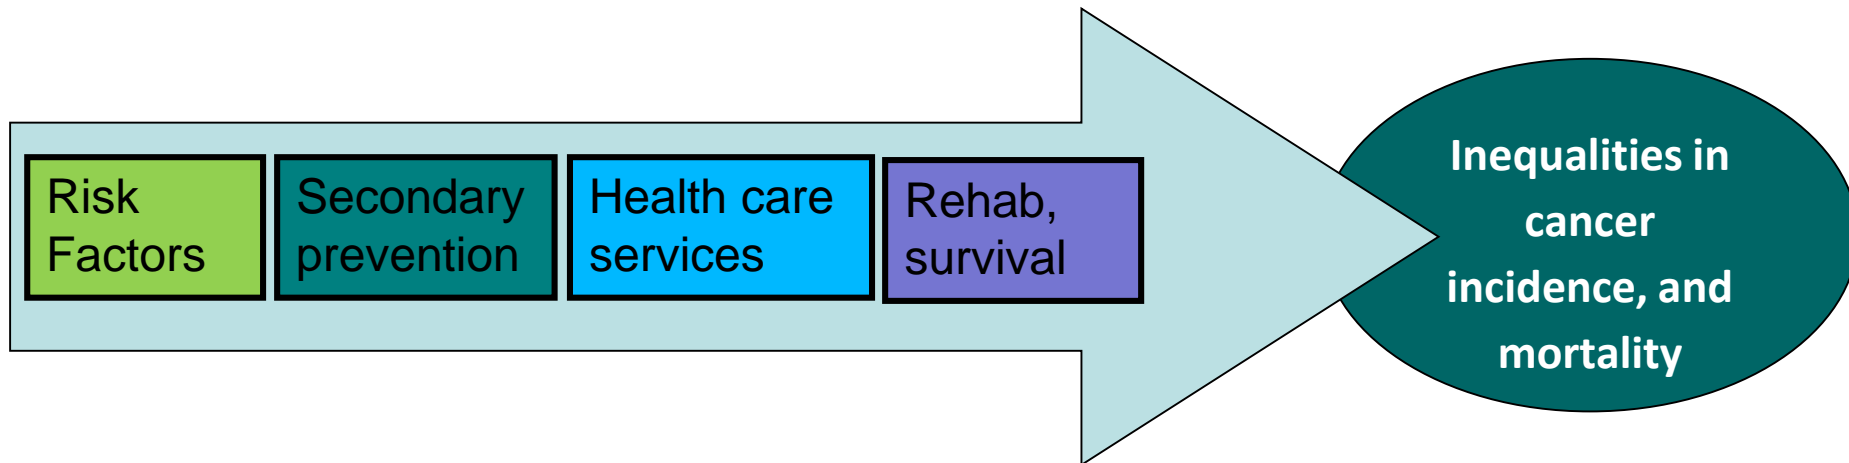 Risk
Factors
Secondary
prevention
Health care
services
Rehab,
survival
Inequalities in
cancer
incidence, and
mortality